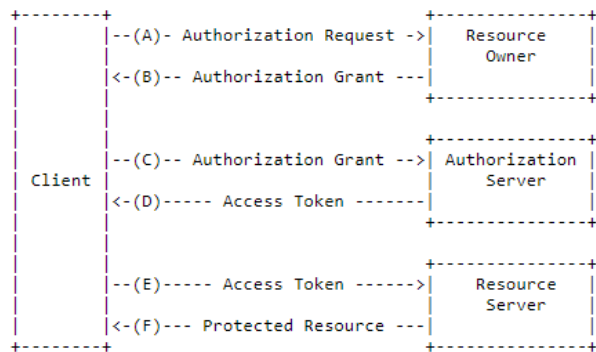 +--------+                               +---------------+
|        |--(A)- Authorization Request ->|   Resource    |
|        |                               |     Owner     |
|        |<-(B)-- Authorization Grant ---|               |
|        |                               +---------------+
|        |
|        |                               +---------------+
|        |--(C)-- Authorization Grant -->| Authorization |
| Client |                               |     Server    |
|        |<-(D)----- Access Token -------|               |
|        |                               +---------------+
|        |
|        |                               +---------------+
|        |--(E)----- Access Token ------>|    Resource   |
|        |                               |     Server    |
|        |<-(F)--- Protected Resource ---|               |
+--------+                               +---------------+